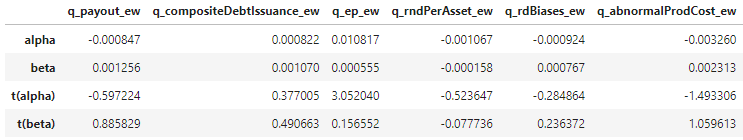 q_payout_ew q_compositeDebtIssuance_ew q_ep_ew q_rndPerAsset_ew q_rdBiases_ew q_abnormalProdCost_ew
alpha -0.000847 0.000822 0.010817 -0.001067 -0.000924 -0.003260
beta 0.001256 0.001070 0.000555 -0.000158 0.000767 0.002313
t(alpha) -0.597224 0.377005 3.052040 -0.523647 -0.284864 -1.493306
t(beta) 0.885829 0.490663 0.156552 -0.077736 0.236372 1.059613